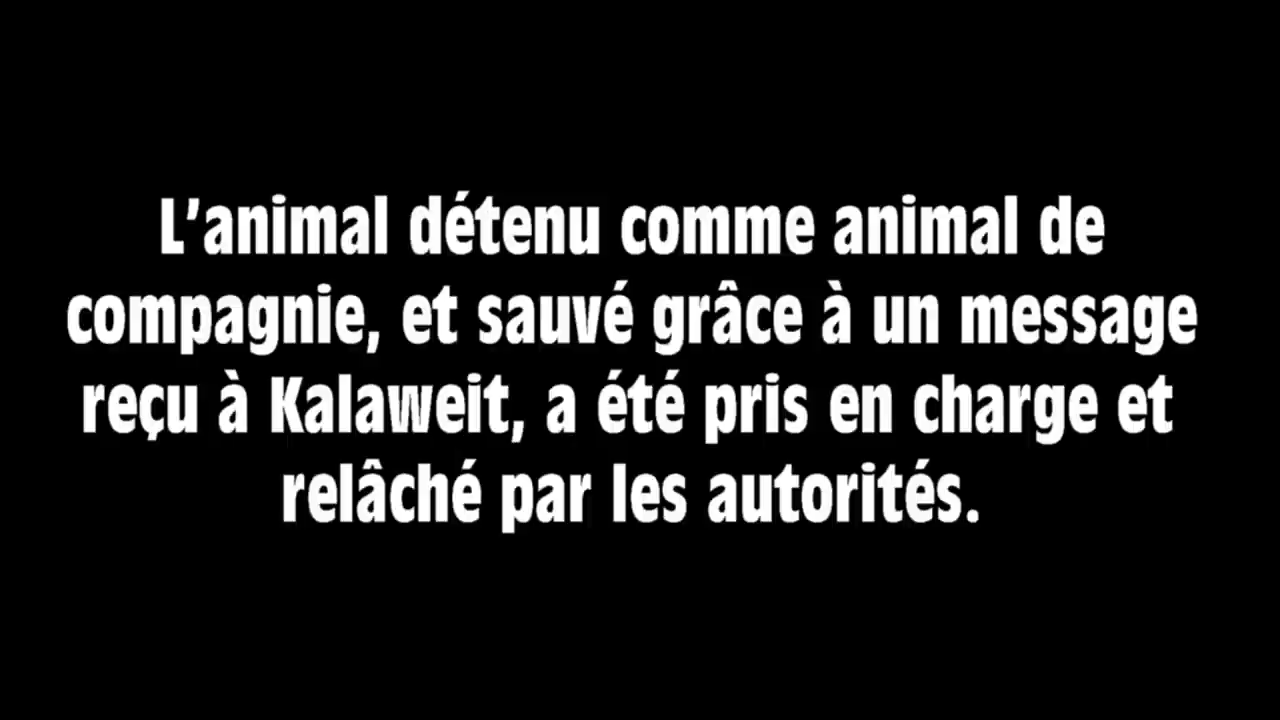 L’animal détenu comme animal de
compagnie, et sauvé grâce à un message
reçu à Kalaweit, a été pris en charge et
relâché par les autorités.